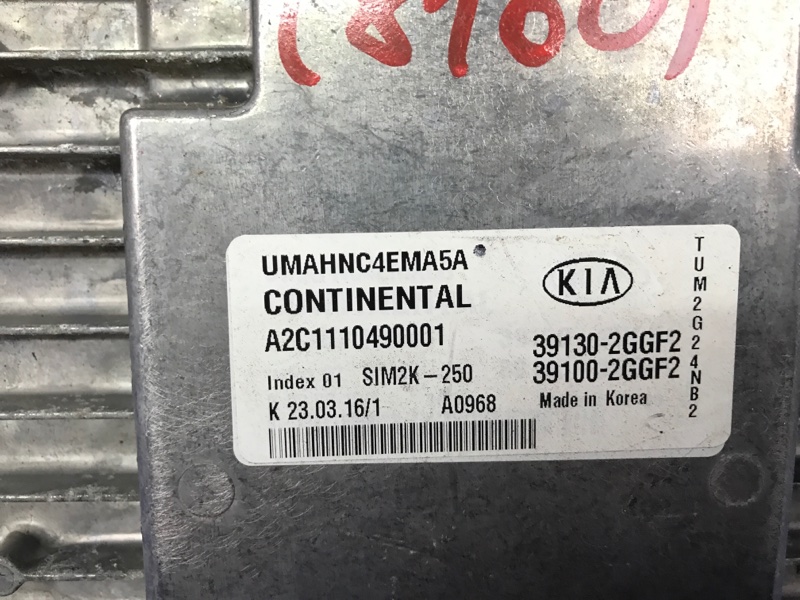 UMAHNC4EMA5A
CONTINENTAL
A2C1110490001
Index 01 SIM2K-250
K 23.03.16/1 A0968
KIA
39130-2GGF2
39100-2GGF2
Made in Korea
TUM2G24NB2